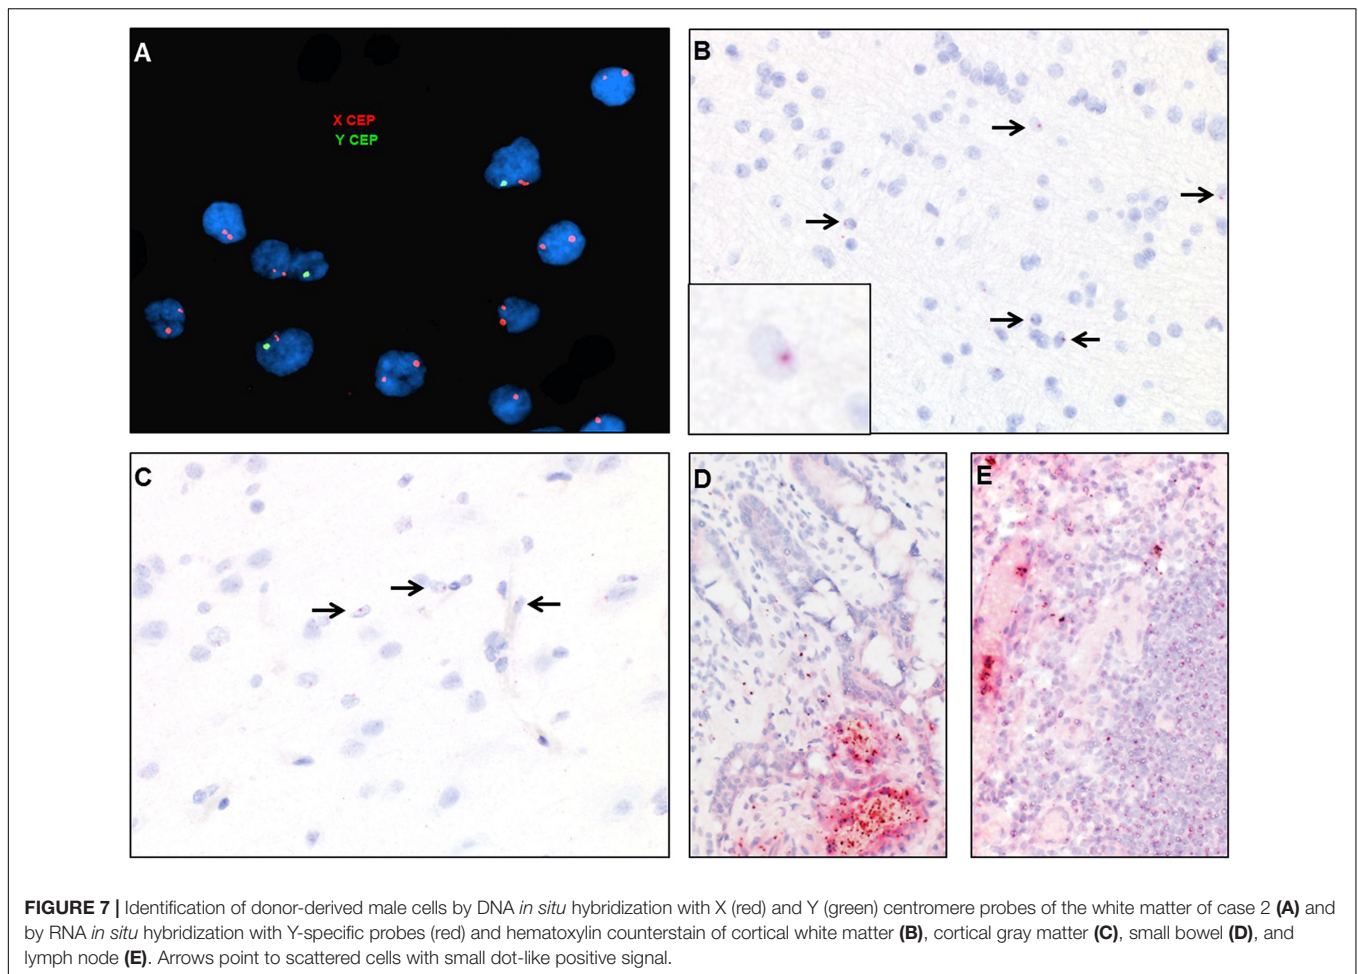 A
X CEP
Y CEP
B
C
D
E
FIGURE 7 | Identification of donor-derived male cells by DNA in situ hybridization with X (red) and Y (green) centromere probes of the white matter of case 2 (A) and
by RNA in situ hybridization with Y-specific probes (red) and hematoxylin counterstain of cortical white matter (B), cortical gray matter (C), small bowel (D), and
lymph node (E). Arrows point to scattered cells with small dot-like positive signal.